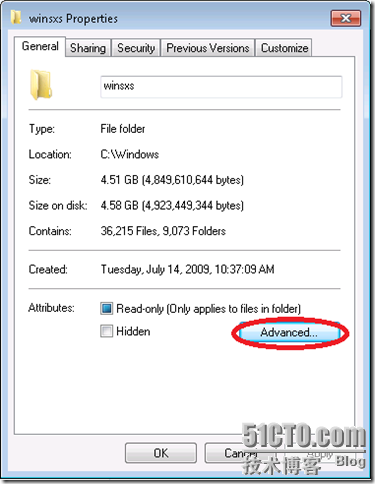 winsxs Properties
General Sharing Security Previous Versions Customize
winsxs
Type: File folder
Location: C:\Windows
Size: 4.51 GB (4,849,610,644 bytes)
Size on disk: 4.58 GB (4,923,449,344 bytes)
Contains: 36,215 Files, 9,073 Folders
Created: Tuesday, July 14, 2009, 10:37:09 AM
Attributes: Read-only (Only applies to files in folder)
Hidden Advanced...
OK Cancel Apply
51CTO.com
技术博客 Blog